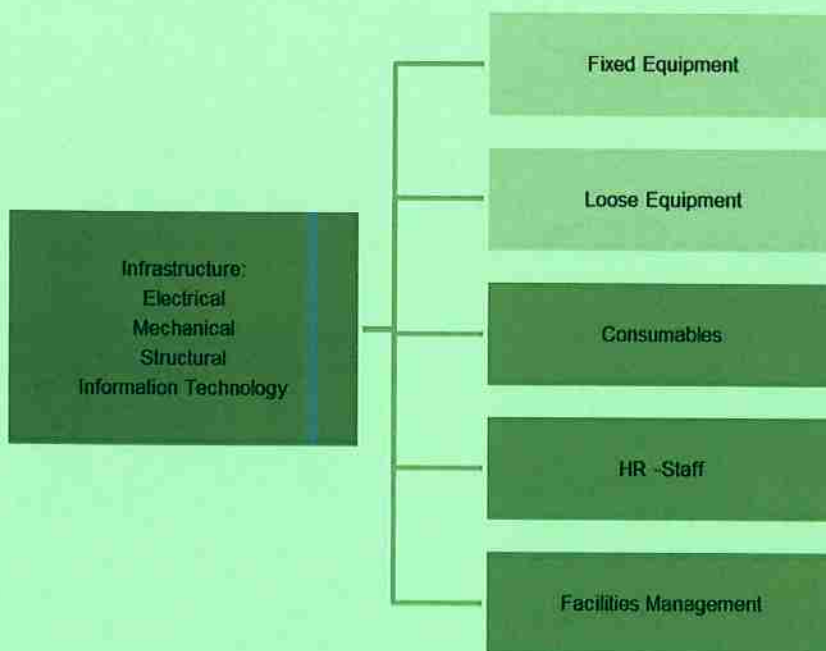 Infrastructure:
Electrical
Mechanical
Structural
Information Technology
Fixed Equipment
Loose Equipment
Consumables
HR -Staff
Facilities Management